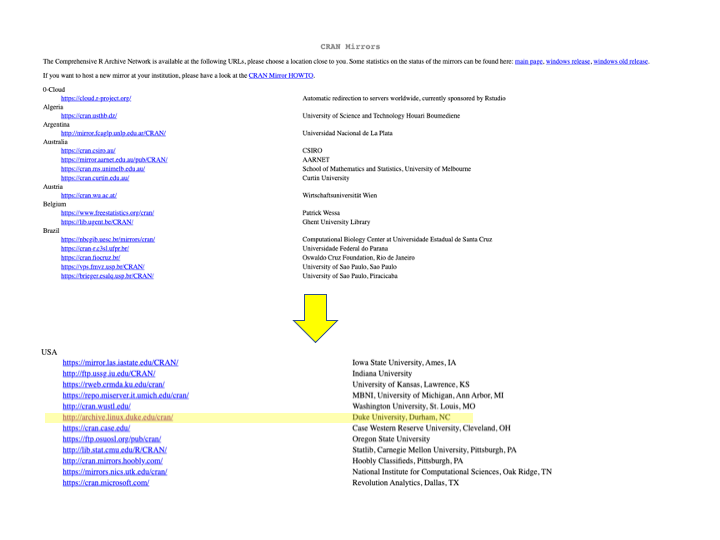 CRAN Mirrors
The Comprehensive R Archive Network is available at the following URLs, please choose a location close to you. Some statistics on the status of the mirrors can be found here: main page, windows release, windows old release.
If you want to host a new mirror at your institution, please have a look at the CRAN Mirror HOWTO.
0-Cloud
https://cloud.r-project.org/ Automatic redirection to servers worldwide, currently sponsored by Rstudio
Algeria
https://cran.usthb.dz/ University of Science and Technology Houari Boumediene
Argentina
http://mirror.fcaglp.unlp.edu.ar/CRAN/ Universidad Nacional de La Plata
Australia
https://cran.csiro.au/ CSIRO
https://mirror.aarnet.edu.au/pub/CRAN/ AARNET
https://cran.ms.unimelb.edu.au/ School of Mathematics and Statistics, University of Melbourne
https://cran.curtin.edu.au/ Curtin University
Austria
https://cran.wu.ac.at/ Wirtschaftsuniversität Wien
Belgium
https://www.freestatistics.org/cran/ Patrick Wessa
https://lib.ugent.be/CRAN/ Ghent University Library
Brazil
https://nbcgib.uesc.br/mirrors/cran/ Computational Biology Center at Universidade Estadual de Santa Cruz
https://cran-r.c3sl.ufpr.br/ Universidade Federal do Parana
https://cran.fiocruz.br/ Oswaldo Cruz Foundation, Rio de Janeiro
https://vps.fmvz.usp.br/CRAN/ University of Sao Paulo, Sao Paulo
https://brieger.esalq.usp.br/CRAN/ University of Sao Paulo, Piracicaba
USA
https://mirror.las.iastate.edu/CRAN/ Iowa State University, Ames, IA
http://ftp.ussg.iu.edu/CRAN/ Indiana University
https://rweb.crmda.ku.edu/cran/ University of Kansas, Lawrence, KS
https://repo.miserver.it.umich.edu/cran/ MBNI, University of Michigan, Ann Arbor, MI
http://cran.wustl.edu/ Washington University, St. Louis, MO
http://archive.linux.duke.edu/cran/ Duke University, Durham, NC
https://cran.case.edu/ Case Western Reserve University, Cleveland, OH
https://ftp.osuosl.org/pub/cran/ Oregon State University
http://lib.stat.cmu.edu/R/CRAN/ Statlib, Carnegie Mellon University, Pittsburgh, PA
http://cran.mirrors.hoobly.com/ Hoobly Classifieds, Pittsburgh, PA
https://mirrors.nics.utk.edu/cran/ National Institute for Computational Sciences, Oak Ridge, TN
https://cran.microsoft.com/ Revolution Analytics, Dallas, TX